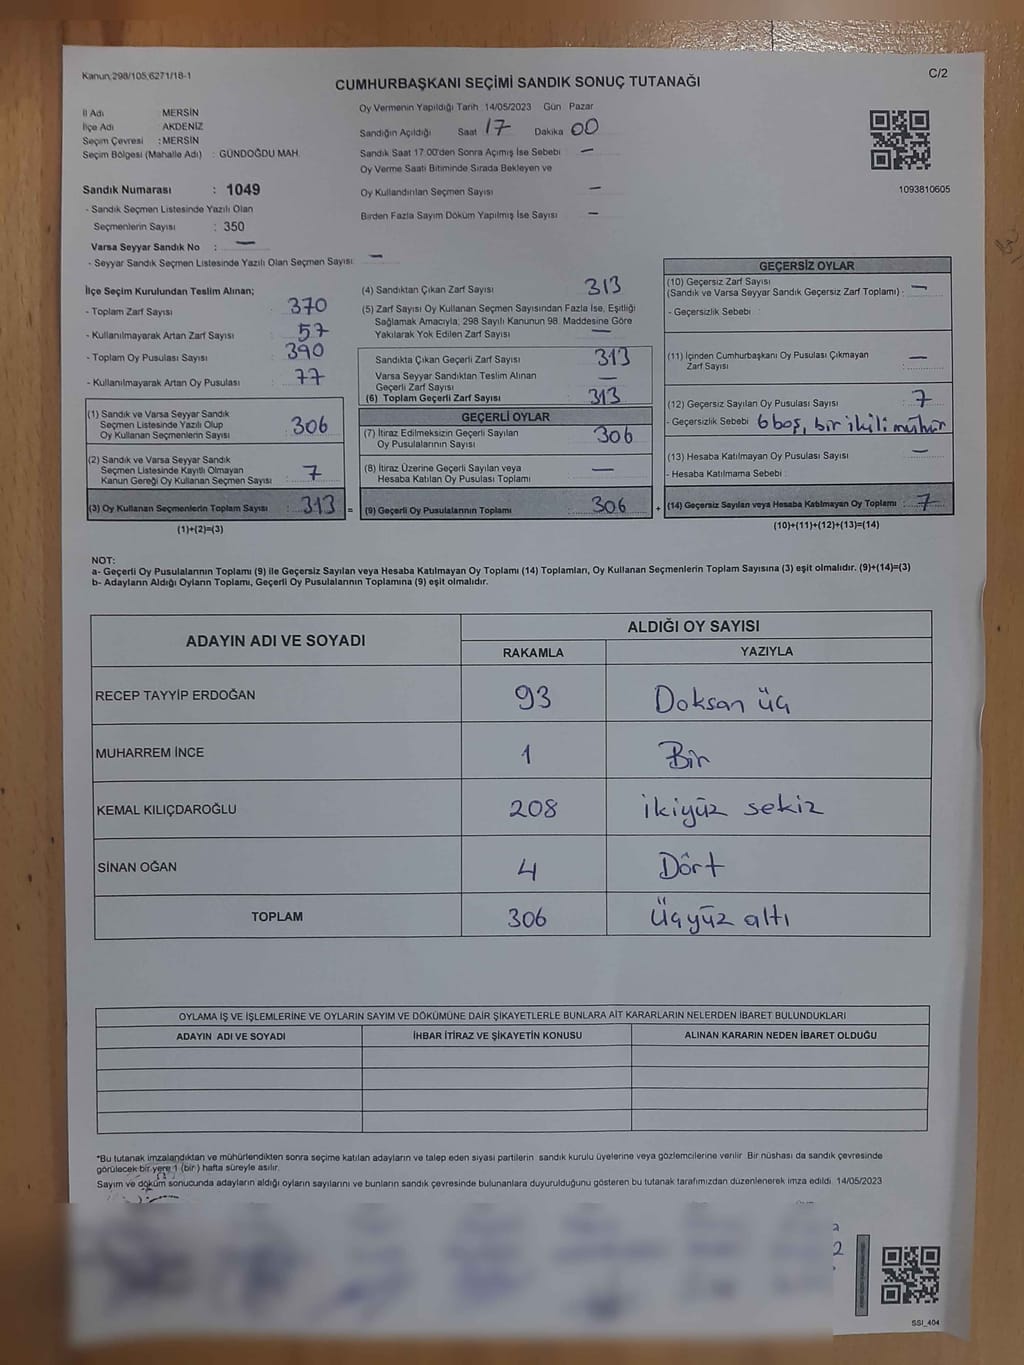 Kanun; 298/105;6271/16-1
C/2
CUMHURBAŞKANI SEÇİMİ SANDIK SONUÇ TUTANAĞI
İl Adı MERSİN
İlçe Adı AKDENİZ
Seçim Çevresi : MERSİN
Seçim Bölgesi (Mahalle Adı) : GÜNDOĞDU MAH.
Sandık Numarası : 1049
- Sandık Seçmen Listesinde Yazılı Olan
Seçmenlerin Sayısı : 350
Varsa Seyyar Sandık No : —
- Seyyar Sandık Seçmen Listesinde Yazılı Olan Seçmen Sayısı: —
Oy Vermenin Yapıldığı Tarih 14/05/2023 Gün Pazar
Sandığın Açıldığı Saat 17 Dakika 00
Sandık Saat 17:00'den Sonra Açımış İse Sebebi —
Oy Verme Saati Bitiminde Sırada Bekleyen ve
Oy Kullandırılan Seçmen Sayısı —
Birden Fazla Sayım Döküm Yapılmış İse Sayısı —
1093810605
İlçe Seçim Kurulundan Teslim Alınan;
- Toplam Zarf Sayısı : 370
- Kullanılmayarak Artan Zarf Sayısı : 57
- Toplam Oy Pusulası Sayısı : 390
- Kullanılmayarak Artan Oy Pusulası : 77
(1) Sandık ve Varsa Seyyar Sandık
Seçmen Listesinde Yazılı Olup
Oy Kullanan Seçmenlerin Sayısı : 306
(2) Sandık ve Varsa Seyyar Sandık
Seçmen Listesinde Kayıtlı Olmayan
Kanun Gereği Oy Kullanan Seçmen Sayısı : 7
(3) Oy Kullanan Seçmenlerin Toplam Sayısı : 313 =
(1)+(2)=(3)
(4) Sandıktan Çıkan Zarf Sayısı : 313
(5) Zarf Sayısı Oy Kullanan Seçmen Sayısından Fazla İse, Eşitliği
Sağlamak Amacıyla; 298 Sayılı Kanunun 98. Maddesine Göre
Yakılarak Yok Edilen Zarf Sayısı : —
Sandıkta Çıkan Geçerli Zarf Sayısı : 313
Varsa Seyyar Sandıktan Teslim Alınan
Geçerli Zarf Sayısı : —
(6) Toplam Geçerli Zarf Sayısı : 313
GEÇERLİ OYLAR
(7) İtiraz Edilmeksizin Geçerli Sayılan
Oy Pusulalarının Sayısı : 306
(8) İtiraz Üzerine Geçerli Sayılan veya
Hesaba Katılan Oy Pusulası Toplamı : —
(9) Geçerli Oy Pusulalarının Toplamı : 306 +
GEÇERSİZ OYLAR
(10) Geçersiz Zarf Sayısı
(Sandık ve Varsa Seyyar Sandık Geçersiz Zarf Toplamı) : —
- Geçersizlik Sebebi :
(11) İçinden Cumhurbaşkanı Oy Pusulası Çıkmayan
Zarf Sayısı : —
(12) Geçersiz Sayılan Oy Pusulası Sayısı : 7
- Geçersizlik Sebebi 6 boş, bir ikili mühür
(13) Hesaba Katılmayan Oy Pusulası Sayısı : —
- Hesaba Katılmama Sebebi :
(14) Geçersiz Sayılan veya Hesaba Katılmayan Oy Toplamı : 7
(10)+(11)+(12)+(13)=(14)
NOT:
a- Geçerli Oy Pusulalarının Toplamı (9) ile Geçersiz Sayılan veya Hesaba Katılmayan Oy Toplamı (14) Toplamları, Oy Kullanan Seçmenlerin Toplam Sayısına (3) eşit olmalıdır. (9)+(14)=(3)
b- Adayların Aldığı Oyların Toplamı, Geçerli Oy Pusulalarının Toplamına (9) eşit olmalıdır.
ADAYIN ADI VE SOYADI
ALDIĞI OY SAYISI
RAKAMLA YAZIYLA
RECEP TAYYİP ERDOĞAN 93 Doksan üç
MUHARREM İNCE 1 Bir
KEMAL KILIÇDAROĞLU 208 ikiyüz sekiz
SİNAN OĞAN 4 Dört
TOPLAM 306 Üçyüz altı
OYLAMA İŞ VE İŞLEMLERİNE VE OYLARIN SAYIM VE DÖKÜMÜNE DAİR ŞİKAYETLERLE BUNLARA AİT KARARLARIN NELERDEN İBARET BULUNDUKLARI
ADAYIN ADI VE SOYADI İHBAR İTİRAZ VE ŞİKAYETİN KONUSU ALINAN KARARIN NEDEN İBARET OLDUĞU
*Bu tutanak imzalandıktan ve mühürlendikten sonra seçime katılan adayların ve talep eden siyasi partilerin sandık kurulu üyelerine veya gözlemcilerine verilir. Bir nüshası da sandık çevresinde
görülecek bir yere 1 (bir) hafta süreyle asılır.
Sayım ve döküm sonucunda adayların aldığı oyların sayılarını ve bunların sandık çevresinde bulunanlara duyurulduğunu gösteren bu tutanak tarafımızdan düzenlenerek imza edildi. 14/05/2023
SSI_404